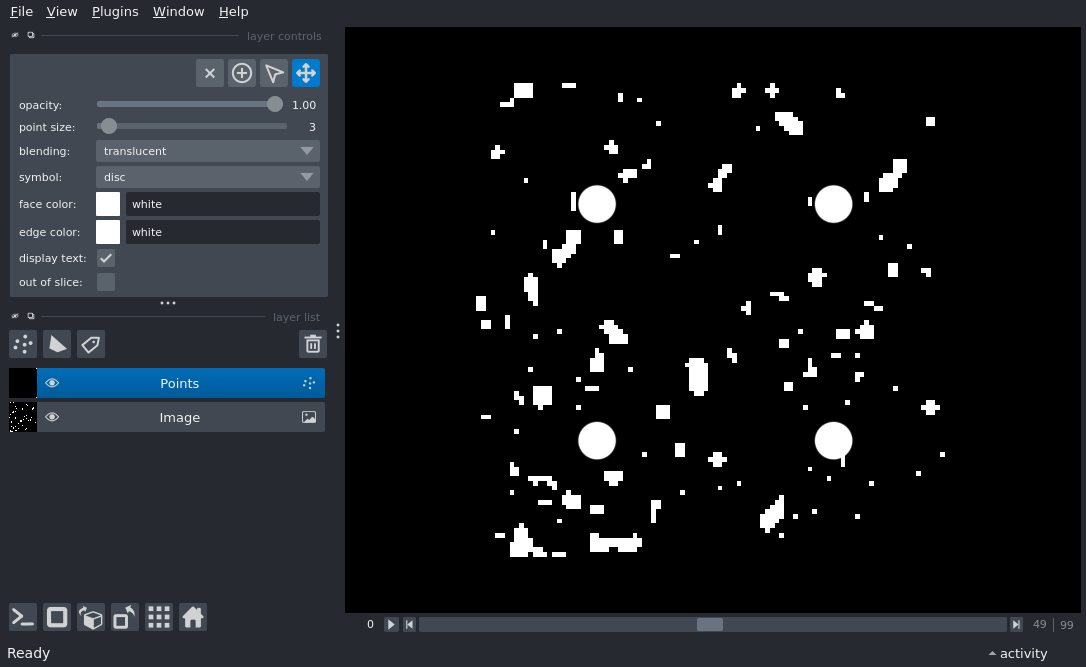 File View Plugins Window Help
layer controls
opacity: 1.00
point size: 3
blending: translucent
symbol: disc
face color: white
edge color: white
display text:
out of slice:
layer list
Points
Image
0 49 | 99
Ready activity